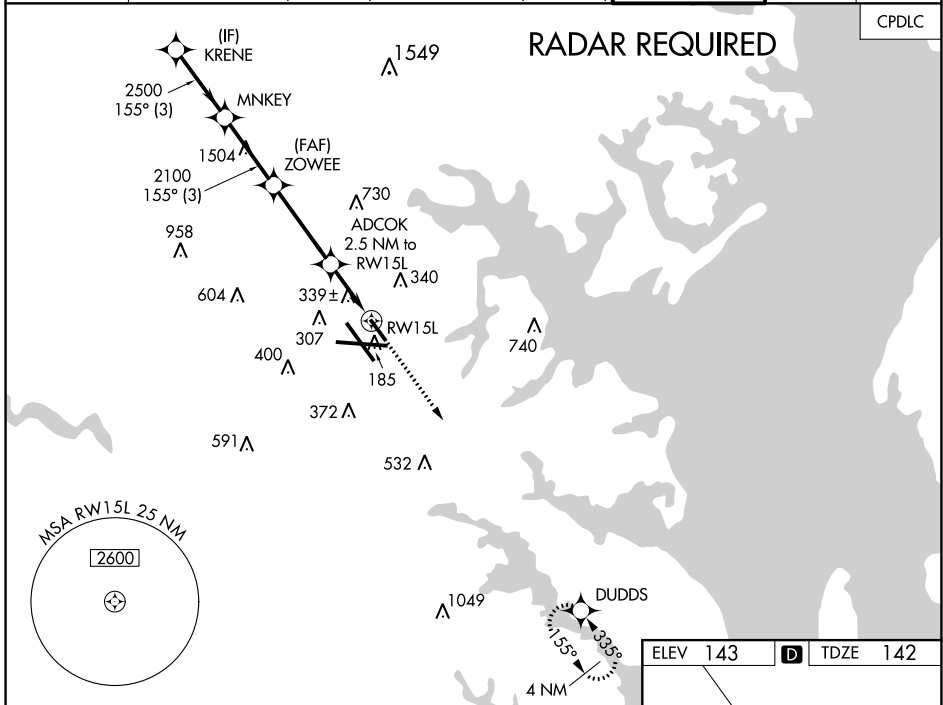 CPDLC
RADAR REQUIRED
(IF)
KRENE
1549
2500
155° (3)
MNKEY
1504
(FAF)
ZOWEE
2100
155° (3)
730
958
ADCOK
2.5 NM to
RW15L
340
604
339±
307
RW15L
740
400
185
372
591
532
MSA RW15L 25 NM
2600
1049
DUDDS
155°
335°
4 NM
ELEV 143
D
TDZE 142